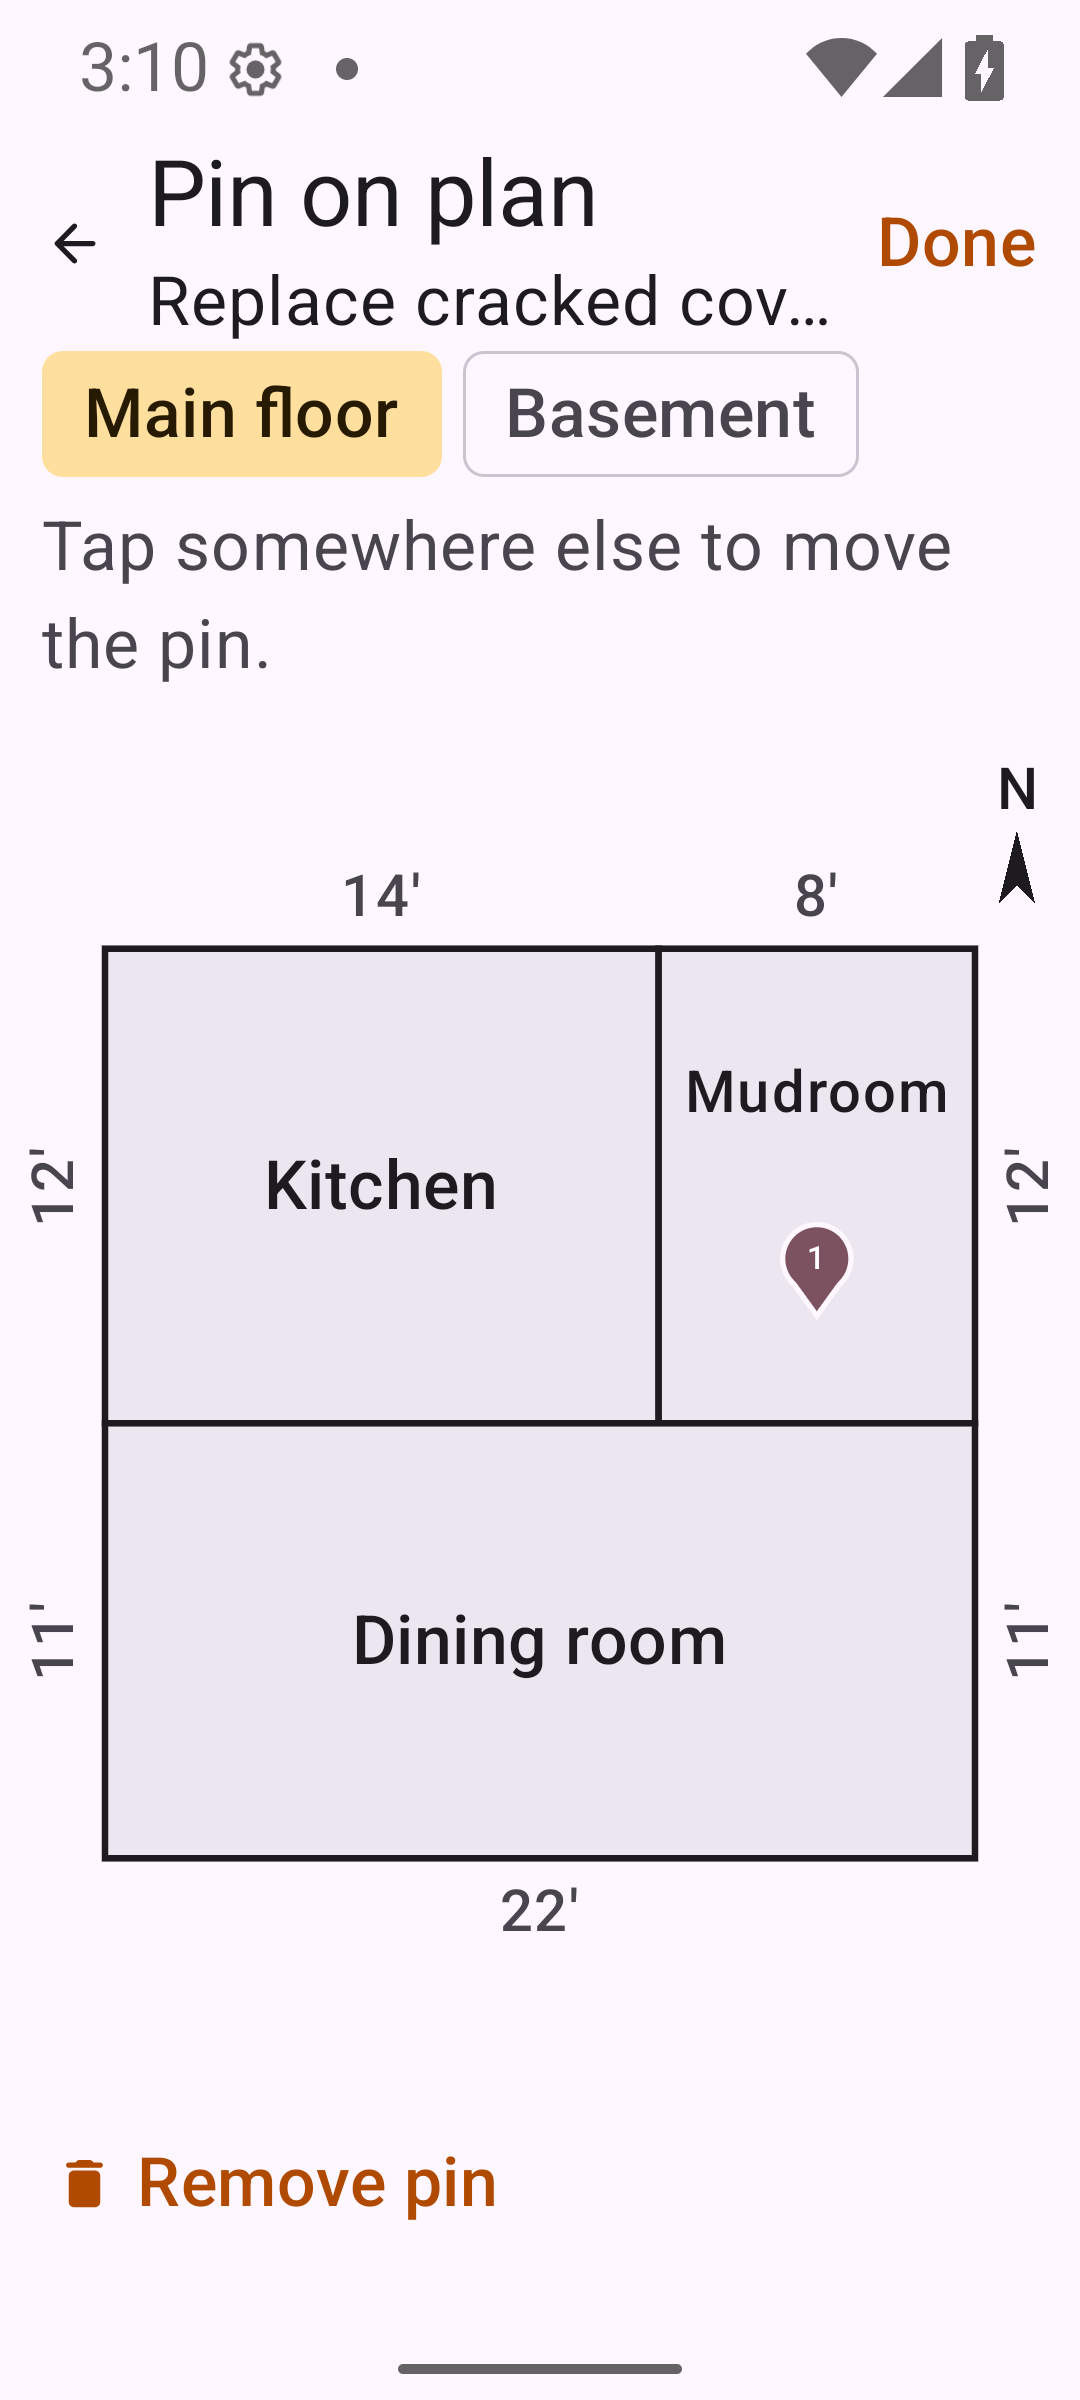 3:10
Pin on plan
Done
Replace cracked cov…
Main floor
Basement
Tap somewhere else to move
the pin.
N
14'
8'
Mudroom
12'
Kitchen
12'
1
11'
Dining room
11'
22'
Remove pin